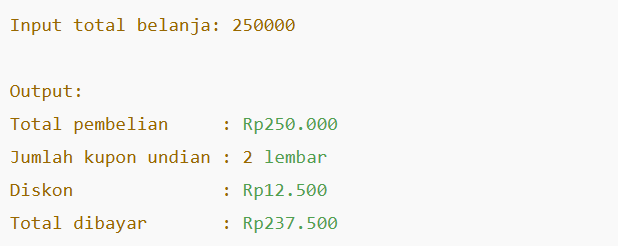 Input total belanja: 250000
Output:
Total pembelian     : Rp250.000
Jumlah kupon undian : 2 lembar
Diskon              : Rp12.500
Total dibayar       : Rp237.500